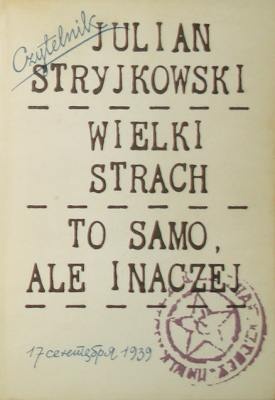 Czytelnik
JULIAN
STRYJKOWSKI
WIELKI
STRACH
TO SAMO,
ALE INACZEJ
17 сентября 1939